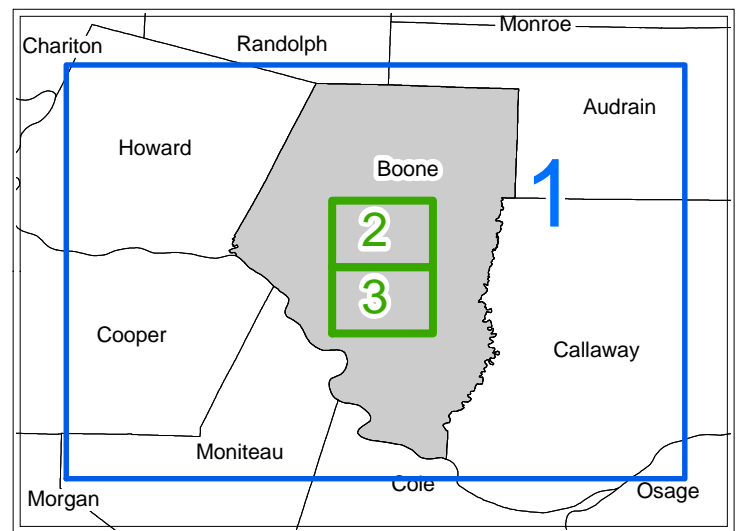 Monroe
Chariton
Randolph
Audrain
Howard
Boone
1
2
3
Cooper
Callaway
Moniteau
Cole
Morgan
Osage